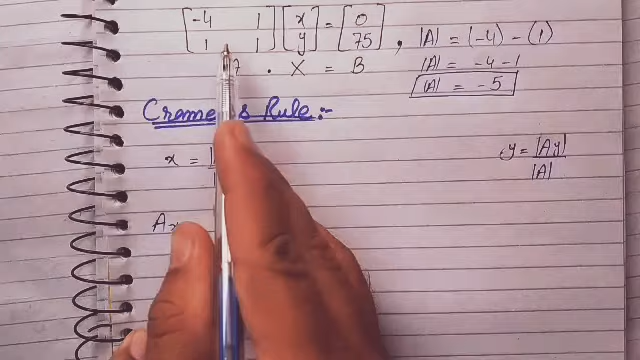 [-4 1] [x] = [0]
[1 1] [y] [75] , |A| = (-4) - (1)
. X = B |A| = -4-1
|A| = -5
Creme s Rule:-
x = y = |Ay|
|A|
A